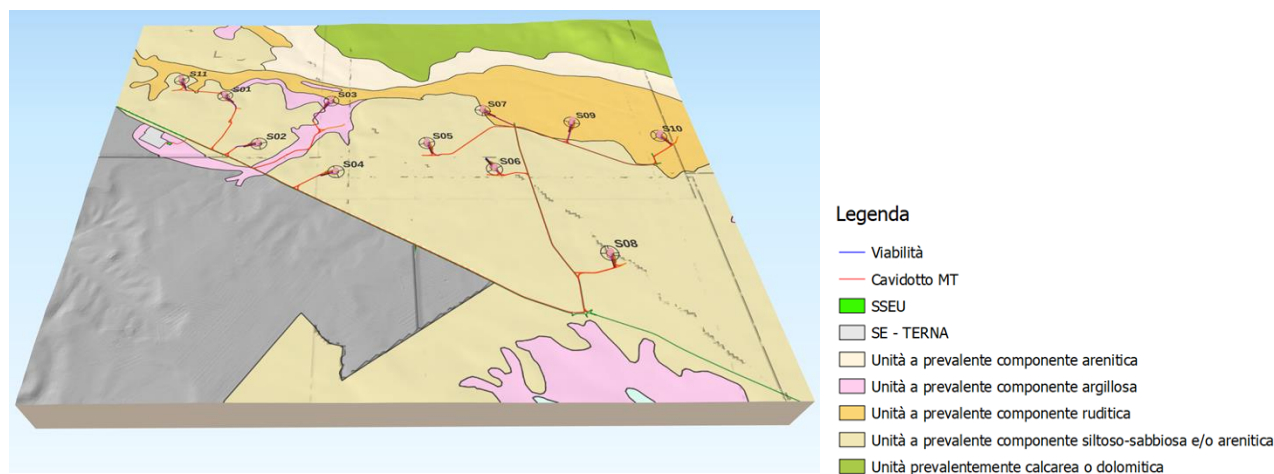 S11
S01
S03
S07
S09
S10
S02
S05
S04
S06
S08
Legenda
Viabilità
Cavidotto MT
SSEU
SE - TERNA
Unità a prevalente componente arenitica
Unità a prevalente componente argillosa
Unità a prevalente componente ruditica
Unità a prevalente componente siltoso-sabbiosa e/o arenitica
Unità prevalentemente calcarea o dolomitica